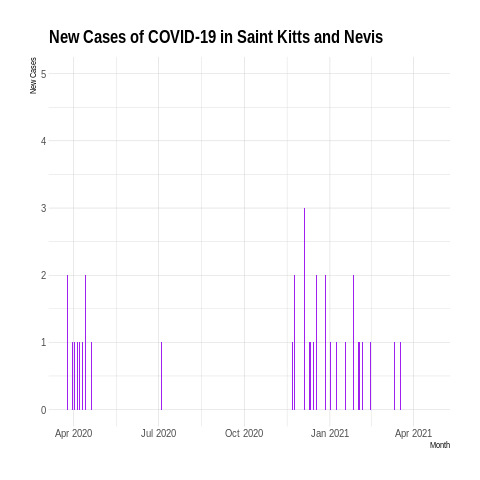 New Cases of COVID-19 in Saint Kitts and Nevis
New Cases
5
4
3
2
1
0
Apr 2020 Jul 2020 Oct 2020 Jan 2021 Apr 2021
Month